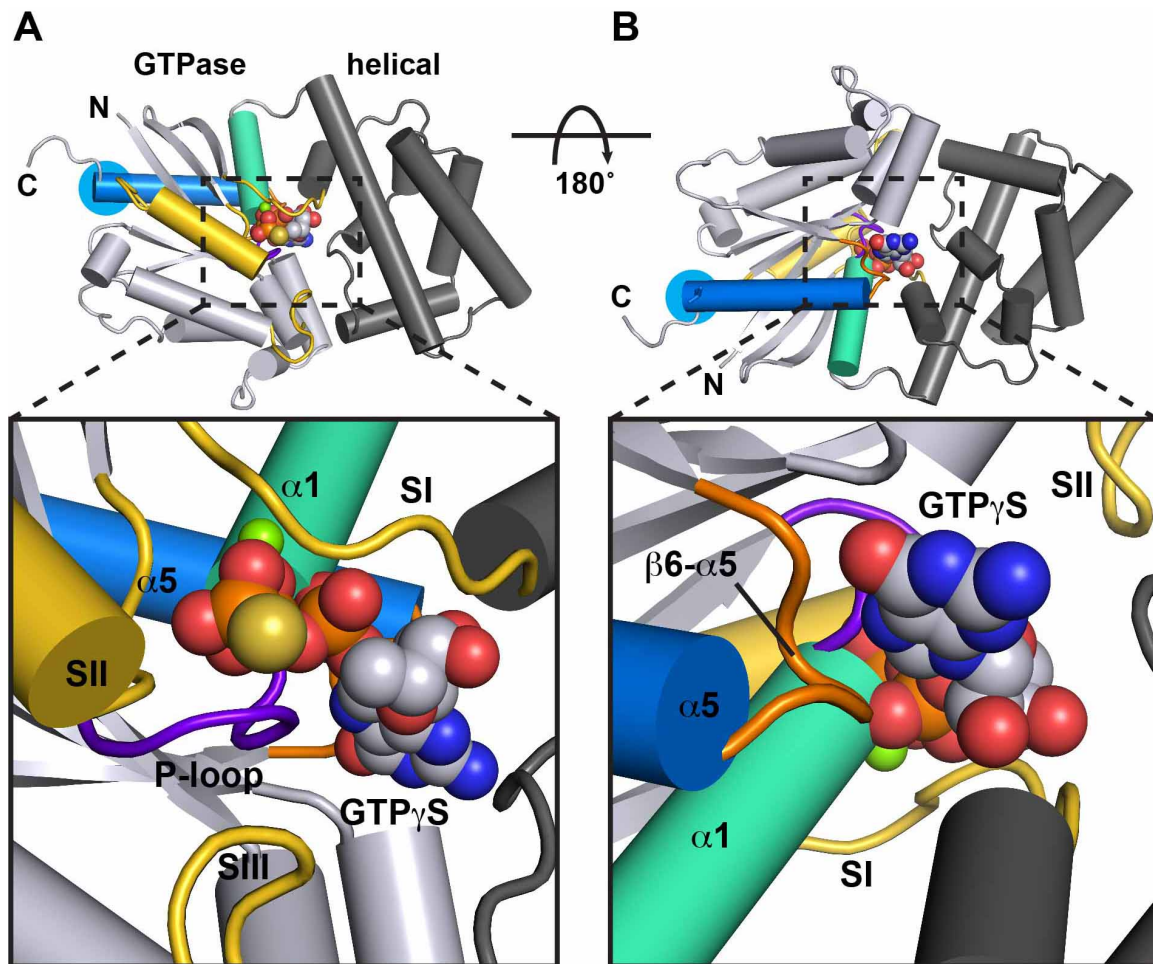 A
B
GTPase
helical
N
C
180°
C
N
α1
SI
α5
SII
P-loop
GTPγS
SIII
SII
GTPγS
β6-α5
α5
α1
SI